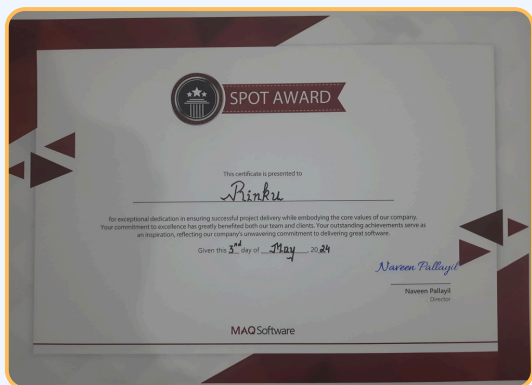 SPOT AWARD
This certificate is presented to
Rinku
for exceptional dedication in ensuring successful project delivery while embodying the core values of our company.
Your commitment to excellence has greatly benefited both our team and clients. Your outstanding achievements serve as
an inspiration, reflecting our company's unwavering commitment to delivering great software.
Given this 3nd day of May, 2024
Naveen Pallayil
Naveen Pallayil
Director
MAQ Software